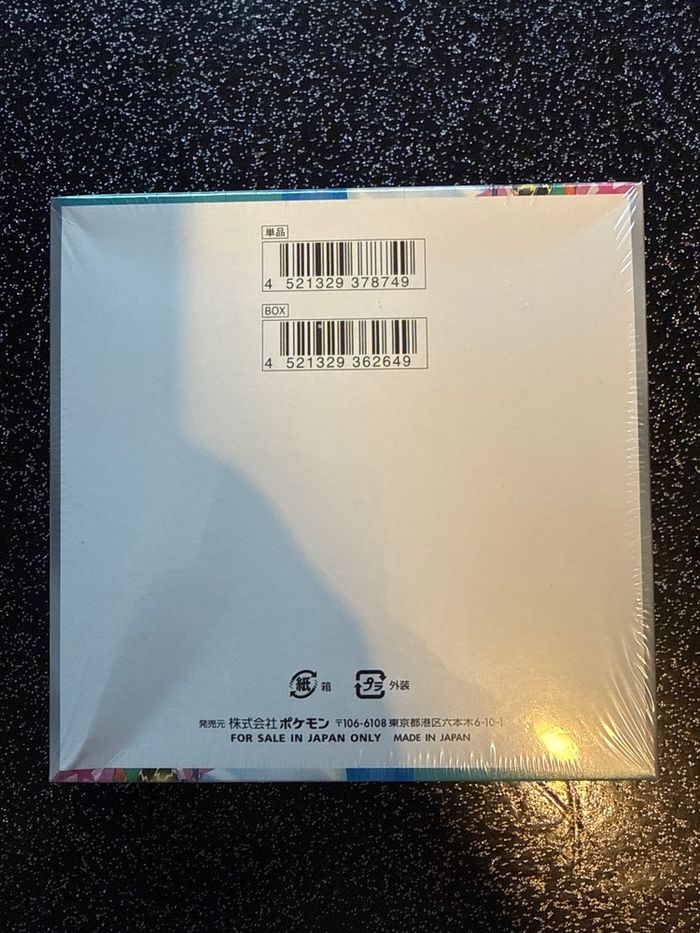 単品
4 521329 378749
BOX
4 521329 362649
紙 箱 プラ 外装
発売元 株式会社 ポケモン 〒106-6108 東京都港区六本木6-10-1
FOR SALE IN JAPAN ONLY MADE IN JAPAN